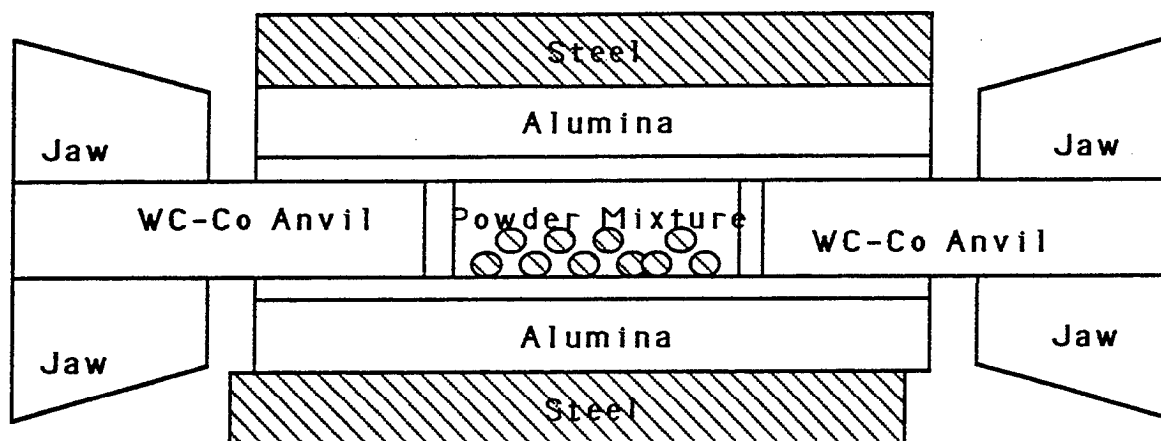 Steel
Alumina
Jaw
Jaw
WC-Co Anvil
Powder Mixture
WC-Co Anvil
Alumina
Jaw
Jaw
Steel